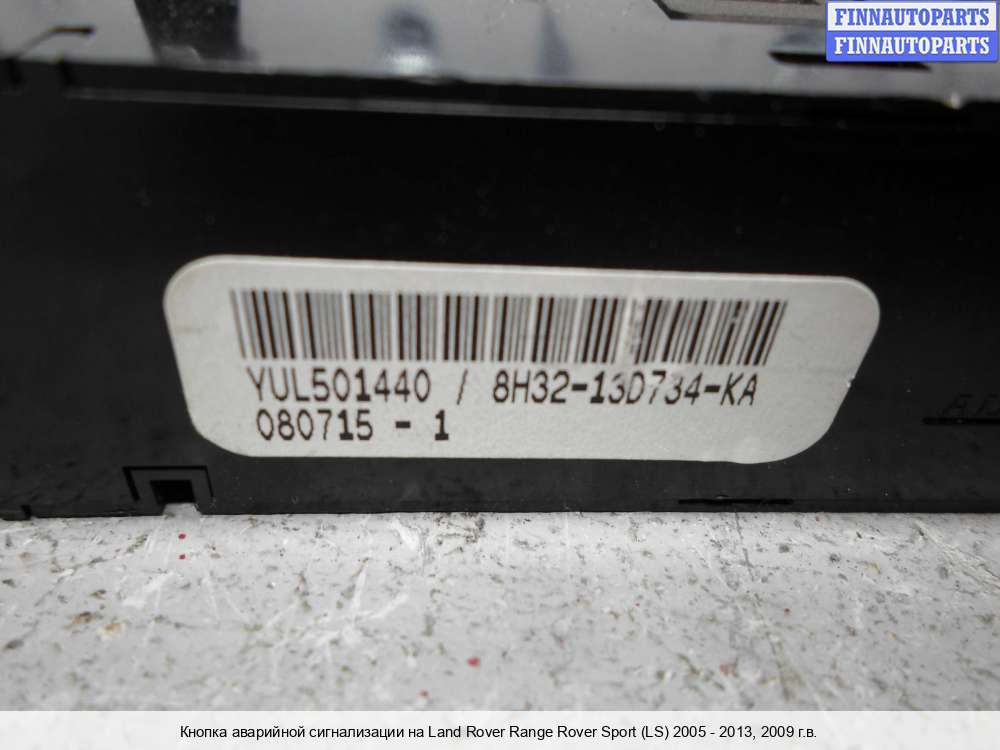 FINNAUTOPARTS
FINNAUTOPARTS
YUL501440 / 8H32-13D734-KA
080715 - 1
Кнопка аварийной сигнализации на Land Rover Range Rover Sport (LS) 2005 - 2013, 2009 г.в.